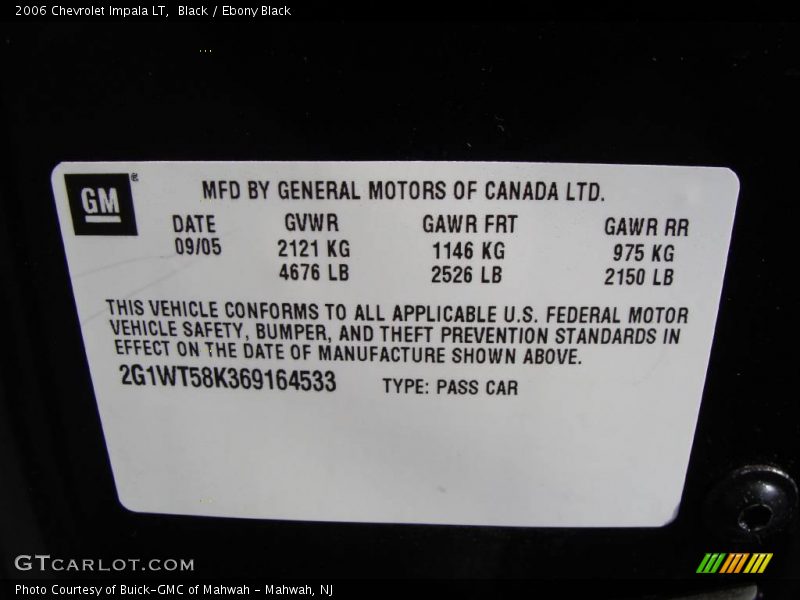 2006 Chevrolet Impala LT,  Black / Ebony Black
GM
MFD BY GENERAL MOTORS OF CANADA LTD.
DATE GVWR GAWR FRT GAWR RR
09/05 2121 KG 1146 KG 975 KG
4676 LB 2526 LB 2150 LB
THIS VEHICLE CONFORMS TO ALL APPLICABLE U.S. FEDERAL MOTOR
VEHICLE SAFETY, BUMPER, AND THEFT PREVENTION STANDARDS IN
EFFECT ON THE DATE OF MANUFACTURE SHOWN ABOVE.
2G1WT58K369164533 TYPE: PASS CAR
GTCARLOT.COM
Photo Courtesy of Buick-GMC of Mahwah - Mahwah, NJ